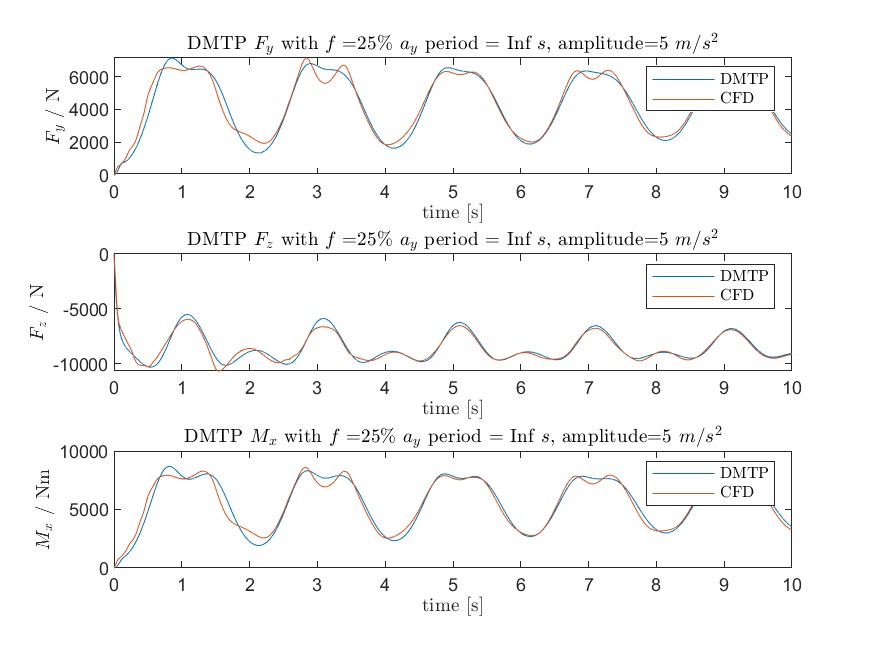 DMTP F_y with f =25% a_y period = Inf s, amplitude=5 m/s^2
F_y / N
6000
4000
2000
0
DMTP
CFD
0 1 2 3 4 5 6 7 8 9 10
time [s]
DMTP F_z with f =25% a_y period = Inf s, amplitude=5 m/s^2
F_z / N
0
-5000
-10000
DMTP
CFD
0 1 2 3 4 5 6 7 8 9 10
time [s]
DMTP M_x with f =25% a_y period = Inf s, amplitude=5 m/s^2
M_x / Nm
10000
5000
0
DMTP
CFD
0 1 2 3 4 5 6 7 8 9 10
time [s]